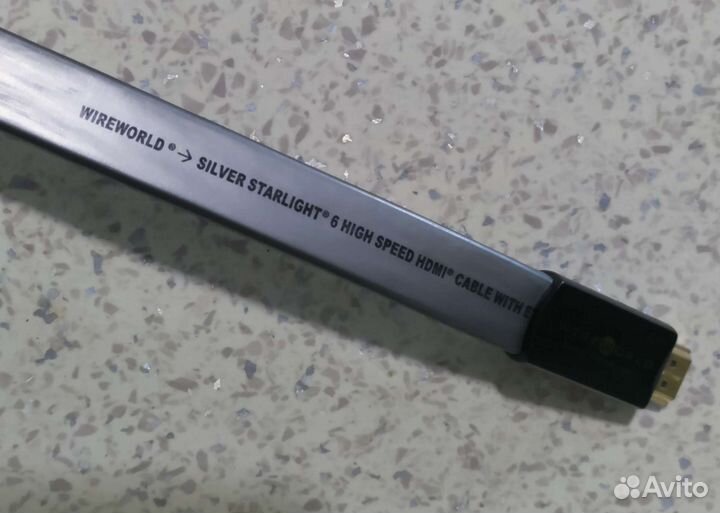 WIREWORLD ® → SILVER STARLIGHT® 6 HIGH SPEED HDMI® CABLE WITH E
Avito